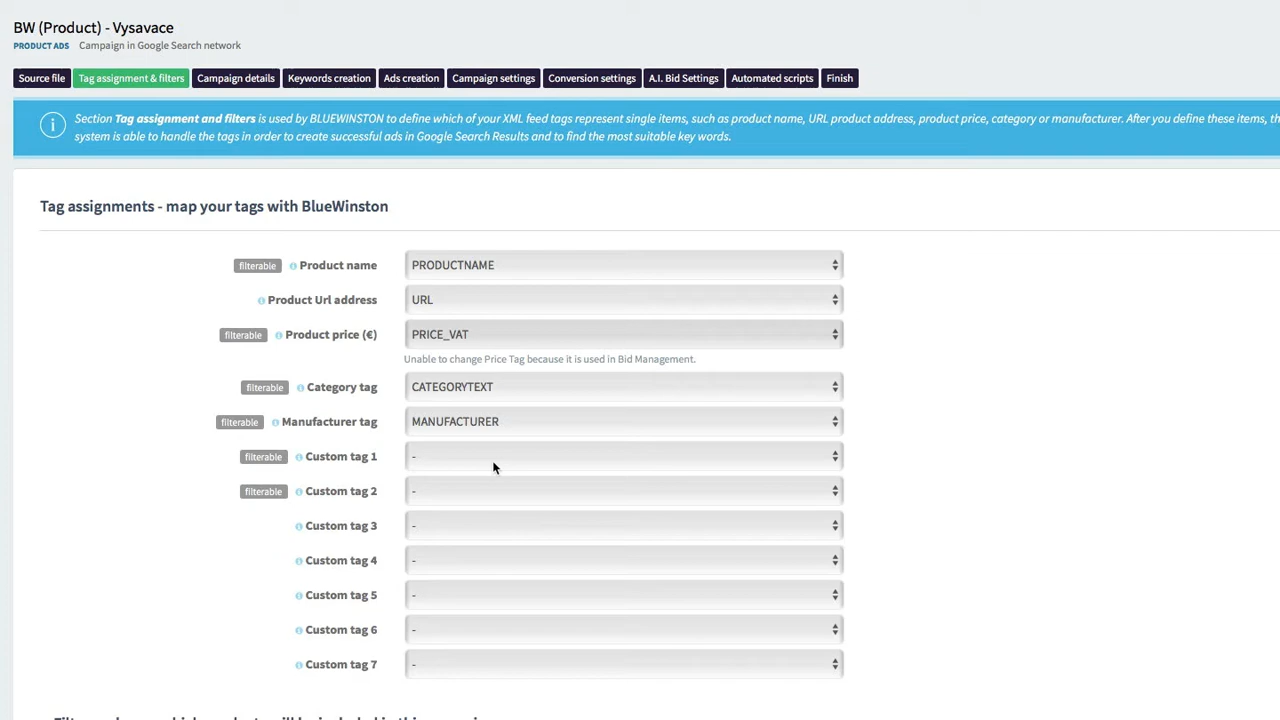 BW (Product) - Vysavace
PRODUCT ADS Campaign in Google Search network
Source file Tag assignment & filters Campaign details Keywords creation Ads creation Campaign settings Conversion settings A.I. Bid Settings Automated scripts Finish
Section Tag assignment and filters is used by BLUEWINSTON to define which of your XML feed tags represent single items, such as product name, URL product address, product price, category or manufacturer. After you define these items, th
system is able to handle the tags in order to create successful ads in Google Search Results and to find the most suitable key words.
Tag assignments - map your tags with BlueWinston
filterable Product name PRODUCTNAME
Product Url address URL
filterable Product price (€) PRICE_VAT
Unable to change Price Tag because it is used in Bid Management.
filterable Category tag CATEGORYTEXT
filterable Manufacturer tag MANUFACTURER
filterable Custom tag 1 -
filterable Custom tag 2 -
Custom tag 3 -
Custom tag 4 -
Custom tag 5 -
Custom tag 6 -
Custom tag 7 -